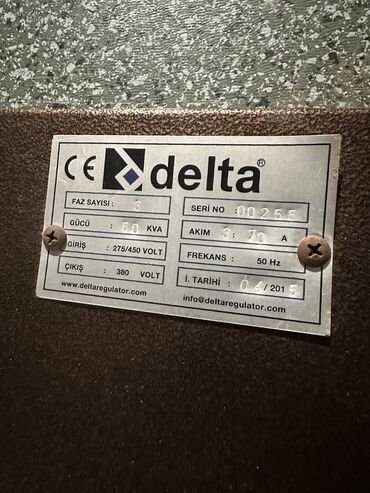 CE delta®
FAZ SAYISI : 3
GÜCÜ : 60 KVA
GİRİŞ : 275/450 VOLT
ÇIKIŞ : 380 VOLT
www.deltaregulator.com
SERİ NO : 00255
AKIM : 3*70 A
FREKANS : 50 Hz
İ. TARİHİ : 04/2015
info@deltaregulator.com